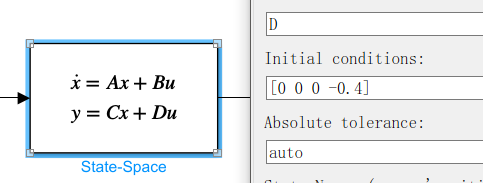 ẋ = Ax + Bu
y = Cx + Du
State-Space
D
Initial conditions:
[0 0 0 -0.4]
Absolute tolerance:
auto